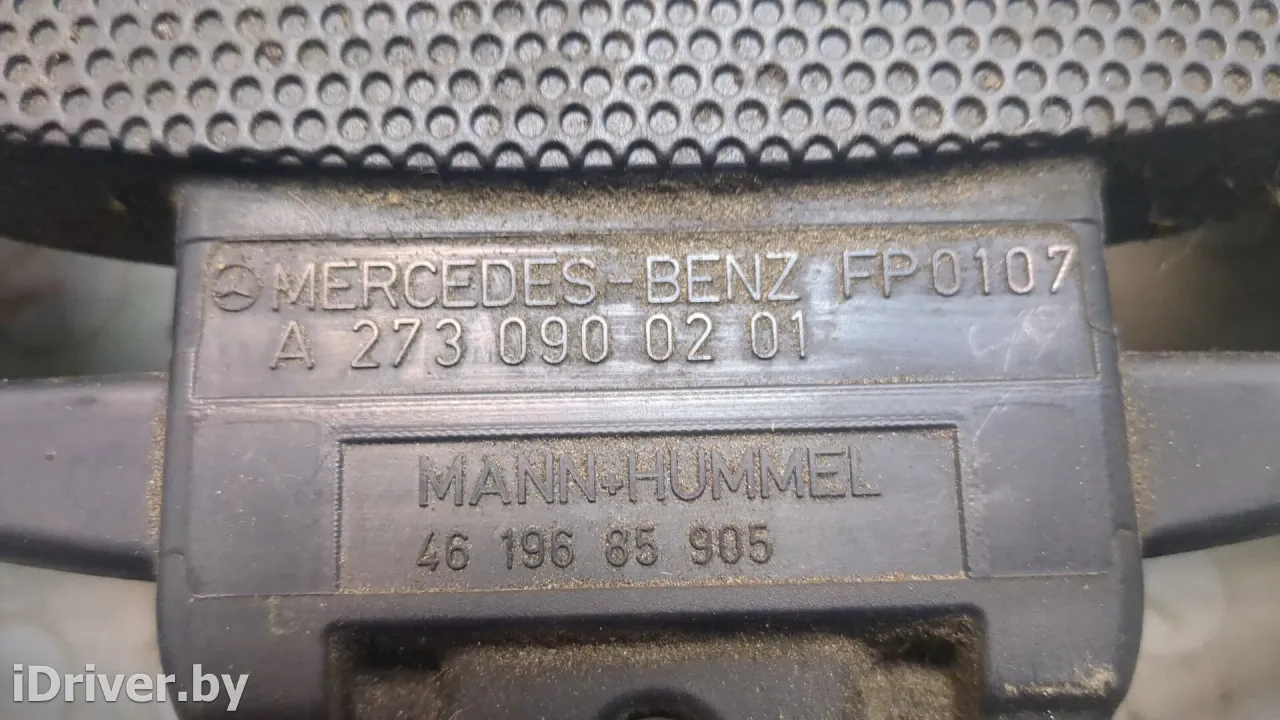 MERCEDES-BENZ FP0107
A 273 090 02 01
MANN+HUMMEL
46 196 85 905
iDriver.by